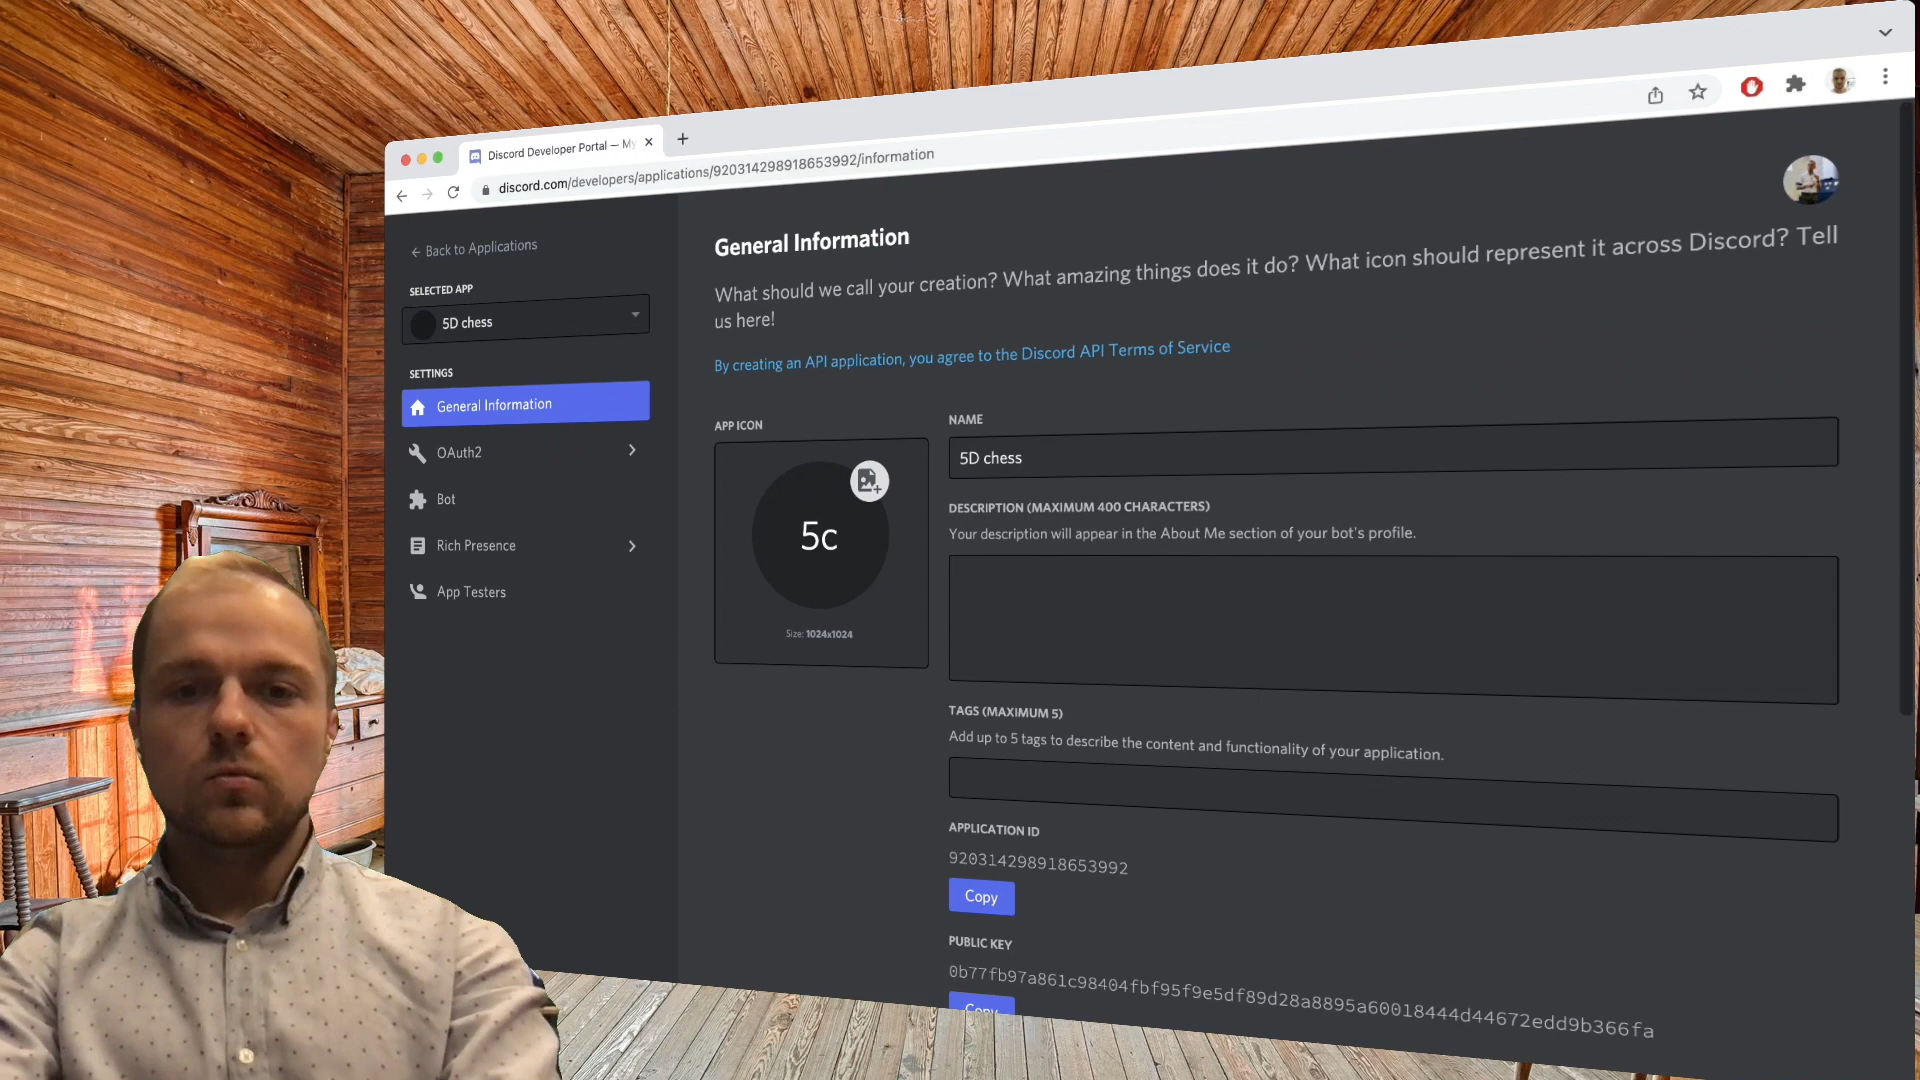 Discord Developer Portal — My
discord.com/developers/applications/920314298918653992/information
← Back to Applications
SELECTED APP
5D chess
SETTINGS
General Information
OAuth2
Bot
Rich Presence
App Testers
General Information
What should we call your creation? What amazing things does it do? What icon should represent it across Discord? Tell
us here!
By creating an API application, you agree to the Discord API Terms of Service
APP ICON
5c
Size: 1024x1024
NAME
5D chess
DESCRIPTION (MAXIMUM 400 CHARACTERS)
Your description will appear in the About Me section of your bot's profile.
TAGS (MAXIMUM 5)
Add up to 5 tags to describe the content and functionality of your application.
APPLICATION ID
920314298918653992
Copy
PUBLIC KEY
0b77fb97a861c98404fbf95f9e5df89d28a8895a60018444d44672edd9b366fa
Copy